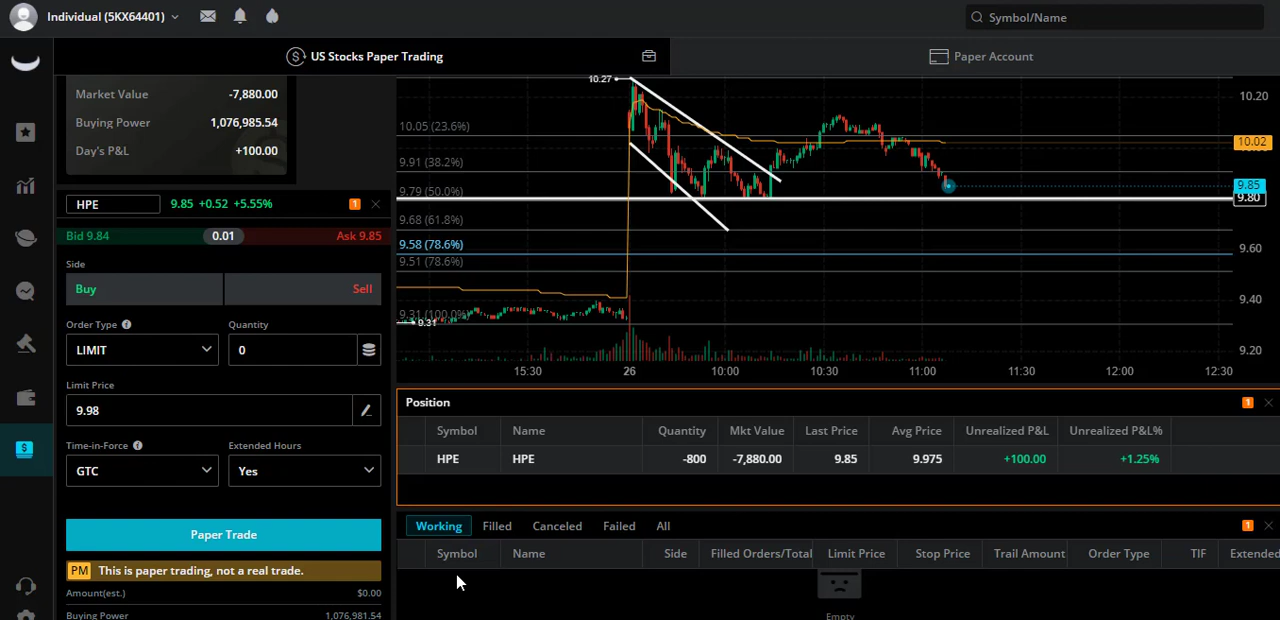 Individual (5KX64401)
Symbol/Name
US Stocks Paper Trading
Paper Account
Market Value -7,880.00
Buying Power 1,076,985.54
Day's P&L +100.00
HPE 9.85 +0.52 +5.55% 1
Bid 9.84 0.01 Ask 9.85
Side
Buy Sell
Order Type Quantity
LIMIT 0
Limit Price
9.98
Time-in-Force Extended Hours
GTC Yes
Paper Trade
PM This is paper trading, not a real trade.
Amount(est.) $0.00
Buying Power 1,076,981.54
10.27
10.20
10.05 (23.6%)
10.02
9.91 (38.2%)
9.85
9.79 (50.0%)
9.80
9.68 (61.8%)
9.58 (78.6%)
9.60
9.51 (78.6%)
9.40
9.31 (100.0%)
9.31
9.20
15:30 26 10:00 10:30 11:00 11:30 12:00 12:30
Position 1
Symbol Name Quantity Mkt Value Last Price Avg Price Unrealized P&L Unrealized P&L%
HPE HPE -800 -7,880.00 9.85 9.975 +100.00 +1.25%
Working Filled Canceled Failed All 1
Symbol Name Side Filled Orders/Total Limit Price Stop Price Trail Amount Order Type TIF Extended
Empty